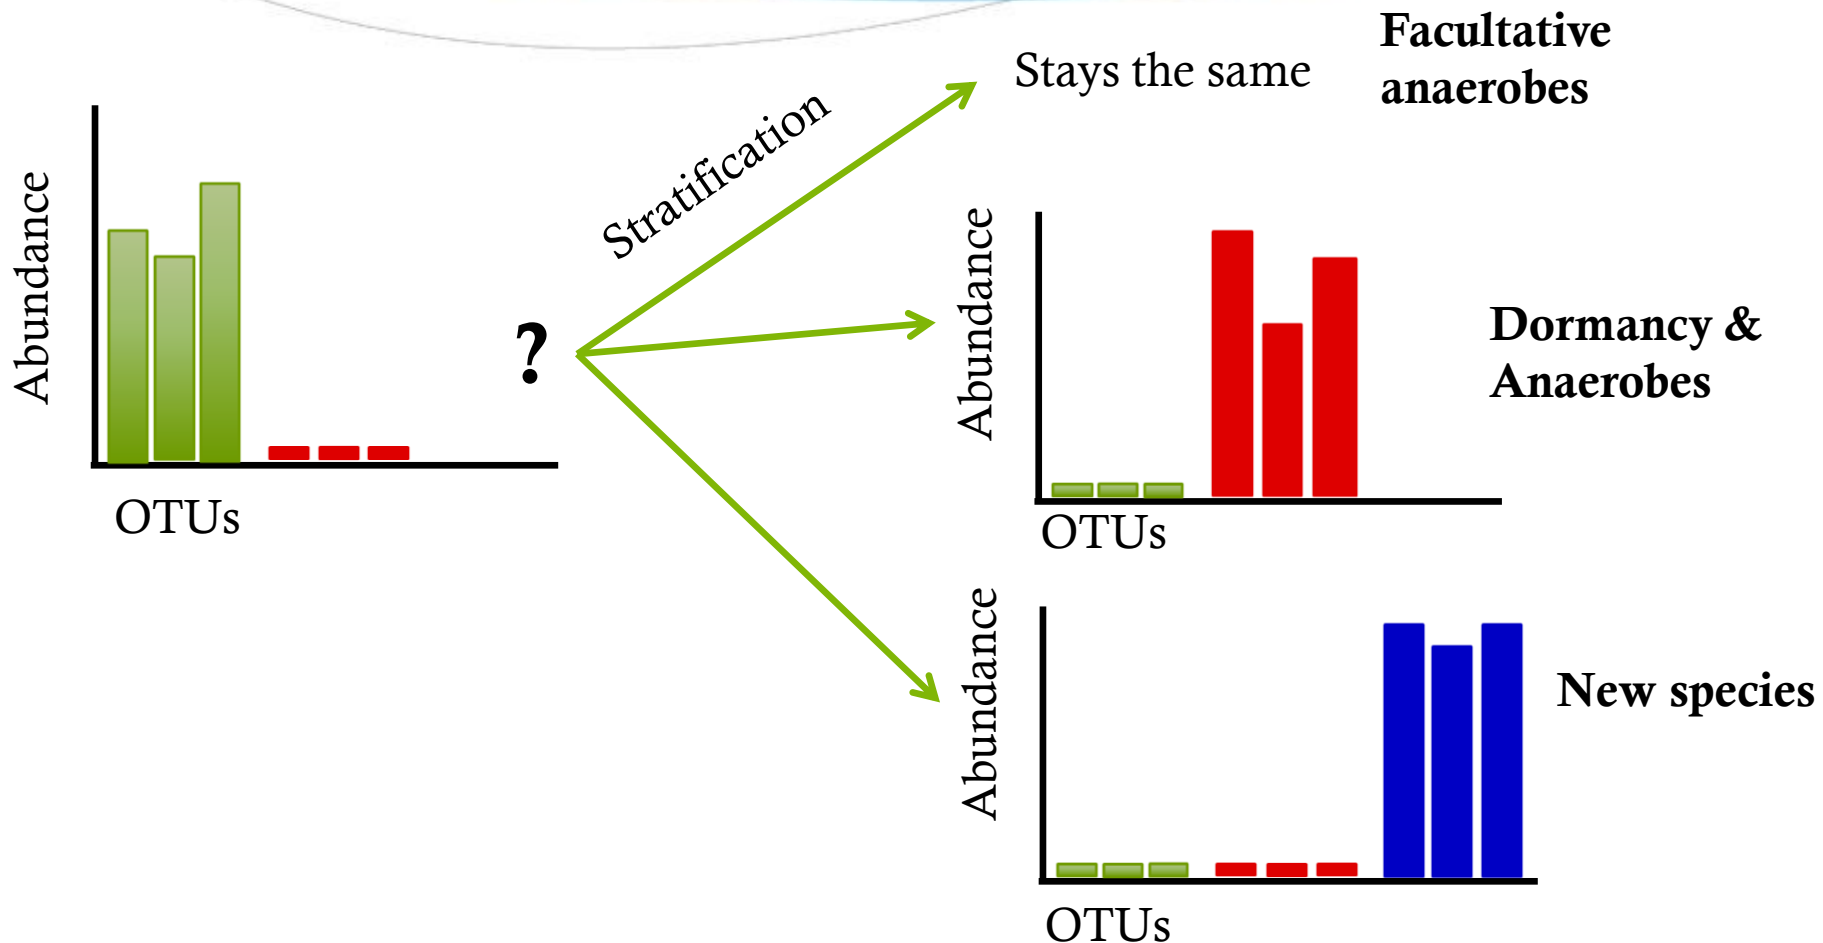 Abundance
OTUs
?
Stratification
Stays the same
Facultative
anaerobes
Abundance
OTUs
Dormancy &
Anaerobes
Abundance
OTUs
New species